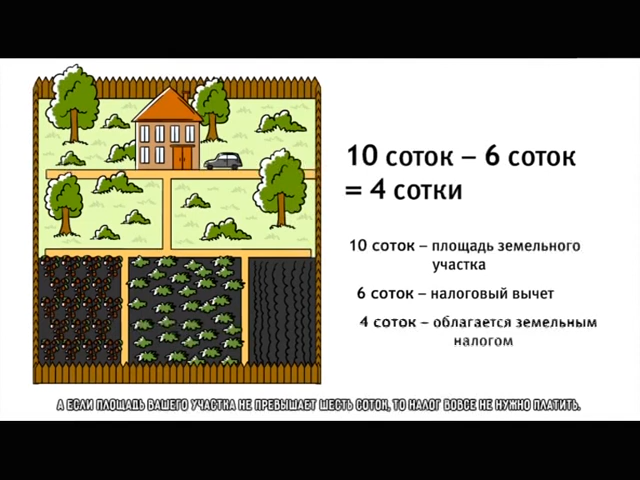 10 соток – 6 соток
= 4 сотки
10 соток – площадь земельного
участка
6 соток – налоговый вычет
4 соток – облагается земельным
налогом
А ЕСЛИ ПЛОЩАДЬ ВАШЕГО УЧАСТКА НЕ ПРЕВЫШАЕТ ШЕСТЬ СОТОК, ТО НАЛОГ ВОВСЕ НЕ НУЖНО ПЛАТИТЬ.